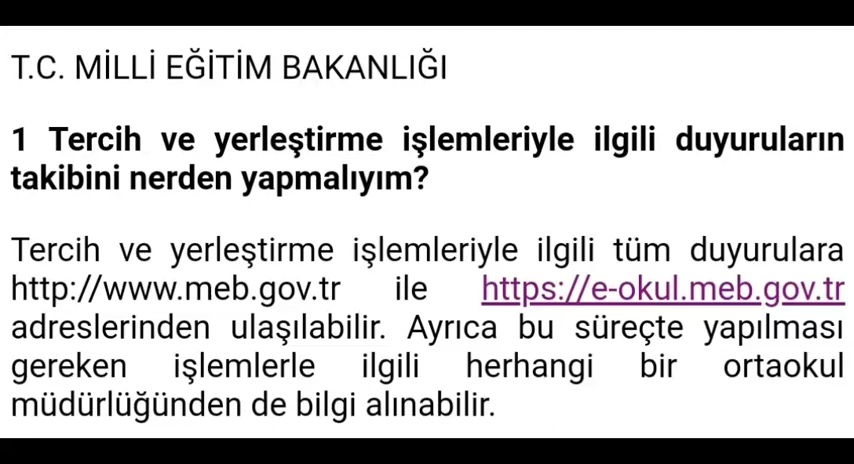 T.C. MİLLİ EĞİTİM BAKANLIĞI
1 Tercih ve yerleştirme işlemleriyle ilgili duyuruların
takibini nerden yapmalıyım?
Tercih ve yerleştirme işlemleriyle ilgili tüm duyurulara
http://www.meb.gov.tr ile https://e-okul.meb.gov.tr
adreslerinden ulaşılabilir. Ayrıca bu süreçte yapılması
gereken işlemlerle ilgili herhangi bir ortaokul
müdürlüğünden de bilgi alınabilir.